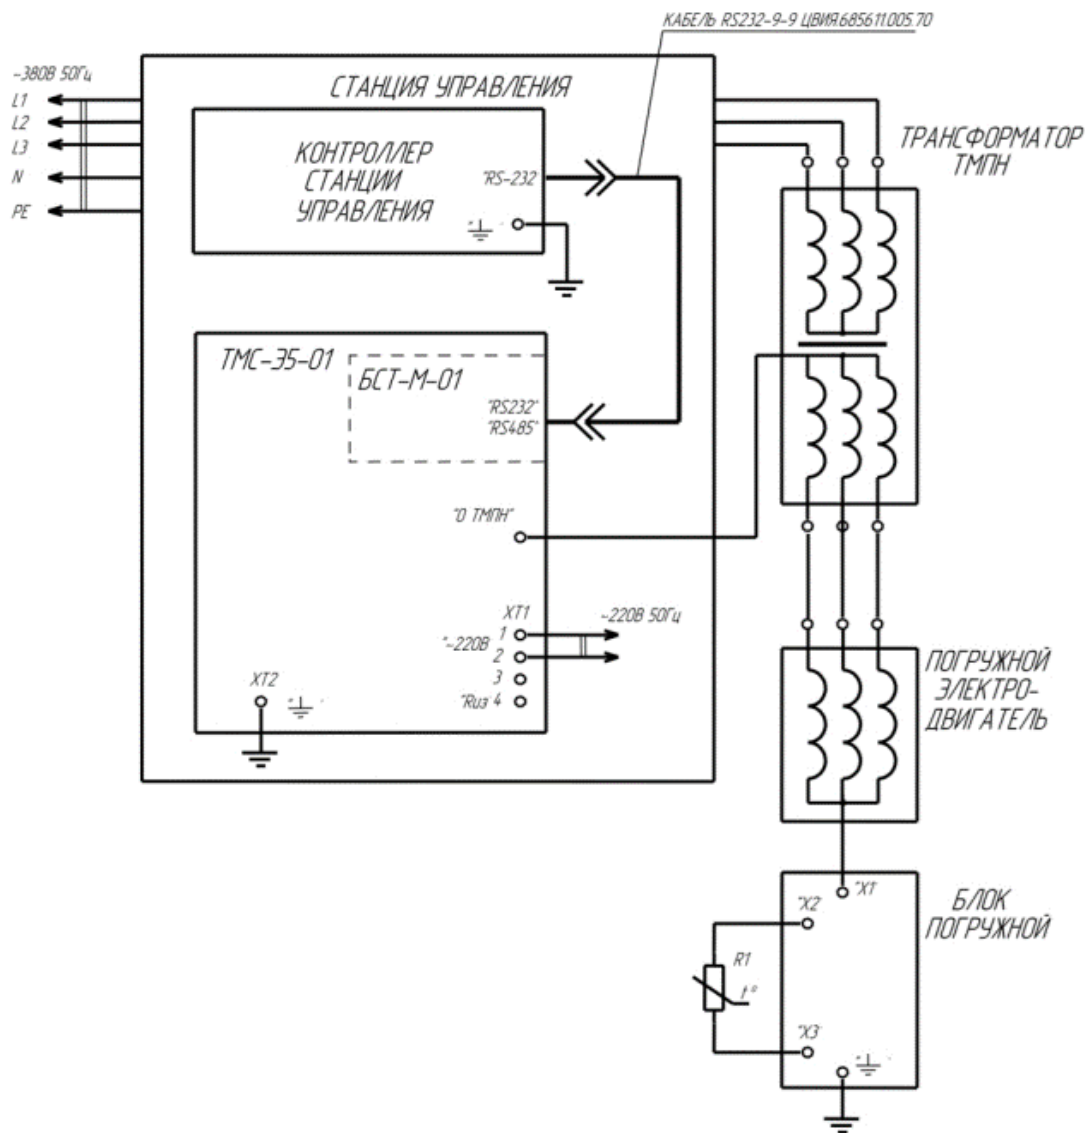 КАБЕЛЬ RS232-9-9 ЦВИЯ.685611.005.70
~380В 50Гц
L1
L2
L3
N
PE
СТАНЦИЯ УПРАВЛЕНИЯ
КОНТРОЛЛЕР
СТАНЦИИ
УПРАВЛЕНИЯ
"RS-232
ТРАНСФОРМАТОР
ТМПН
ТМС-Э5-01
БСТ-М-01
"RS232"
"RS485"
"0 ТМПН"
XT1
~220В 50Гц
"~220В 1
2
3
"Rиз 4
XT2
ПОГРУЖНОЙ
ЭЛЕКТРО-
ДВИГАТЕЛЬ
"X1"
"X2"
БЛОК
ПОГРУЖНОЙ
R1
t°
"X3"